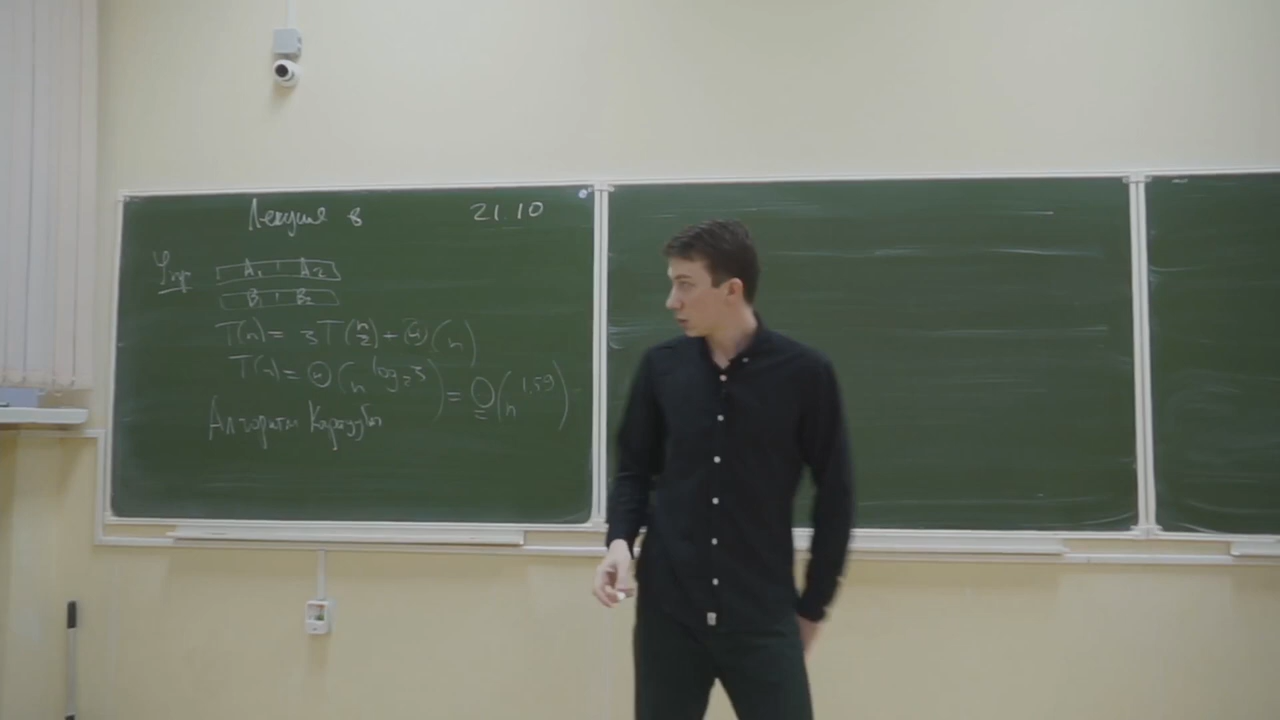 Лекция 8 21.10
Упр A₁ A₂
B₁ B₂
T(n) = 3T(n/2) + Θ(n)
T(n) = Θ(n^log₂3) = O(n^1,59)
Алгоритм Карацубы